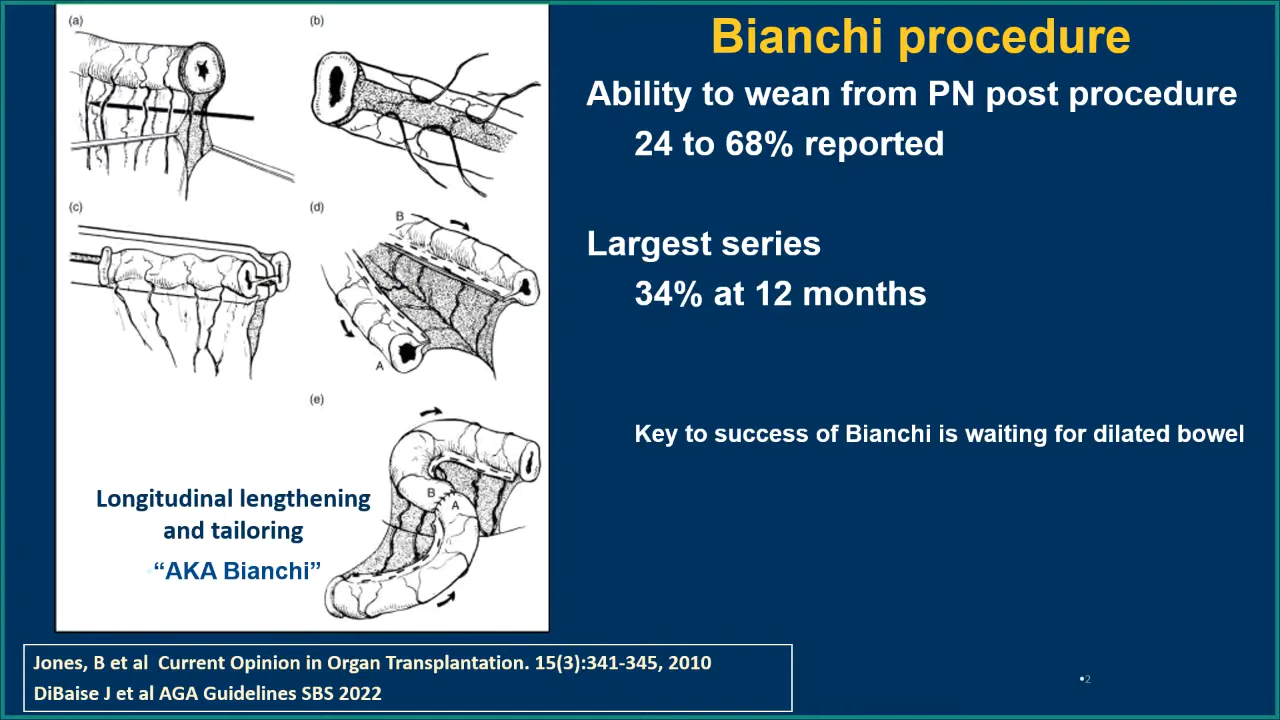 Bianchi procedure
Ability to wean from PN post procedure
24 to 68% reported
Largest series
34% at 12 months
Key to success of Bianchi is waiting for dilated bowel
(a)
(b)
(c)
(d)
B
A
(e)
B
A
Longitudinal lengthening
and tailoring
“AKA Bianchi”
Jones, B et al Current Opinion in Organ Transplantation. 15(3):341-345, 2010
DiBaise J et al AGA Guidelines SBS 2022
•2